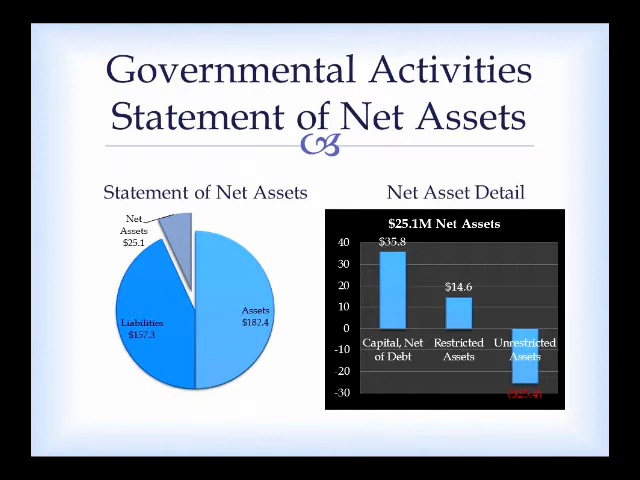 Governmental Activities
Statement of Net Assets
Statement of Net Assets
Net
Assets
$25.1
Liabilities
$157.3
Assets
$182.4
Net Asset Detail
$25.1M Net Assets
40
30
20
10
0
-10
-20
-30
$35.8
$14.6
Capital, Net
of Debt
Restricted
Assets
Unrestricted
Assets
($25.4)